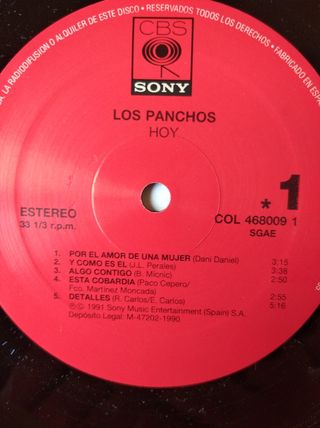 A, LA RADIODIFUSION O ALQUILER DE ESTE DISCO. • RESERVADOS TODOS LOS DERECHOS • FABRICADO EN ESPA
CBS
SONY
LOS PANCHOS
HOY
* 1
ESTEREO
33 1/3 r.p.m.
COL 468009 1
SGAE
1. POR EL AMOR DE UNA MUJER (Dani Daniel) 3:15
2. Y COMO ES EL (J.L. Perales) 3:38
3. ALGO CONTIGO (B. Micnic) 2:50
4. ESTA COBARDIA (Paco Cepero/
Fco. Martínez Moncada) 2:55
5. DETALLES (R. Carlos/E. Carlos) 5:16
℗© 1991 Sony Music Entertainment (Spain) S.A.
Depósito Legal: M-47202-1990